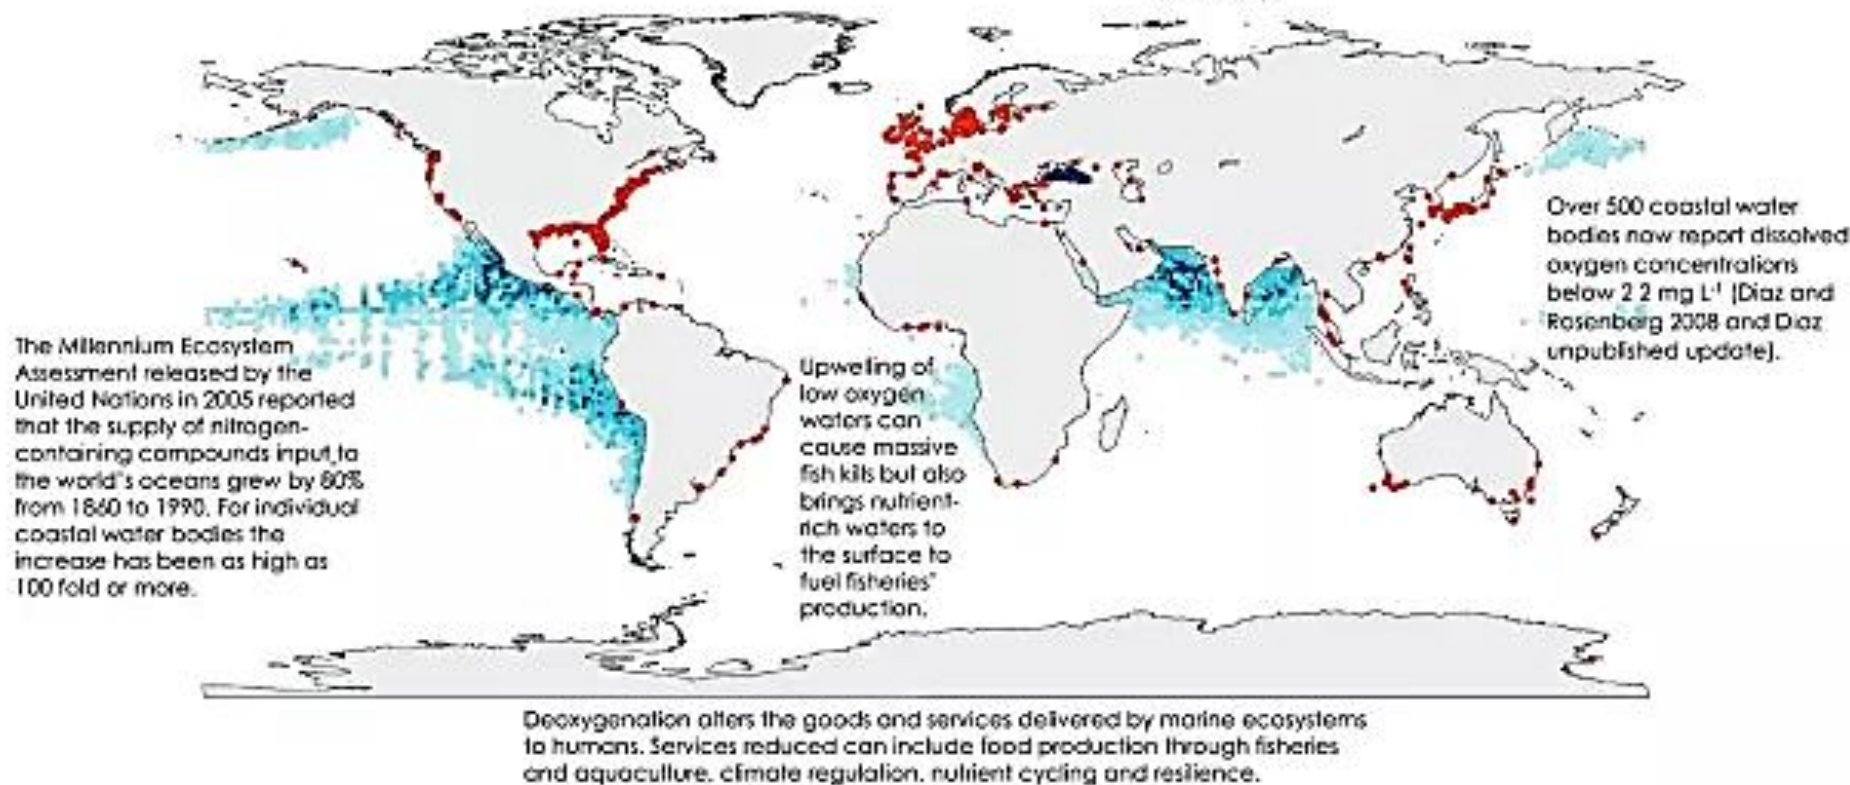 The Millennium Ecosystem
Assessment released by the
United Nations in 2005 reported
that the supply of nitrogen-
containing compounds input to
the world's oceans grew by 80%
from 1860 to 1990. For individual
coastal water bodies the
increase has been as high as
100 fold or more.
Upwelling of
low oxygen
waters can
cause massive
fish kills but also
brings nutrient-
rich waters to
the surface to
fuel fisheries'
production.
Over 500 coastal water
bodies now report dissolved
oxygen concentrations
below 2 2 mg L⁻¹ (Diaz and
Rosenberg 2008 and Diaz
unpublished update).
Deoxygenation alters the goods and services delivered by marine ecosystems
to humans. Services reduced can include food production through fisheries
and aquaculture, climate regulation, nutrient cycling and resilience.